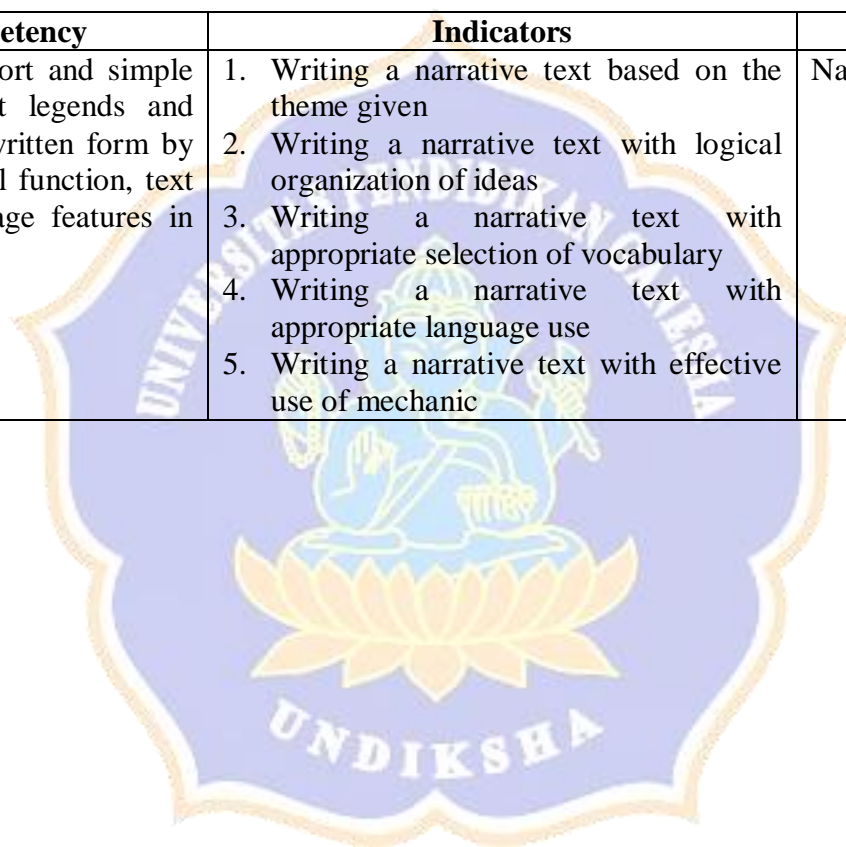 etency
Indicators
ort and simple
t legends and
written form by
l function, text
age features in
1. Writing a narrative text based on the
theme given
2. Writing a narrative text with logical
organization of ideas
3. Writing a narrative text with
appropriate selection of vocabulary
4. Writing a narrative text with
appropriate language use
5. Writing a narrative text with effective
use of mechanic
Na
UNIVERSITAS PENDIDIKAN GANESHA
UNDIKSHA